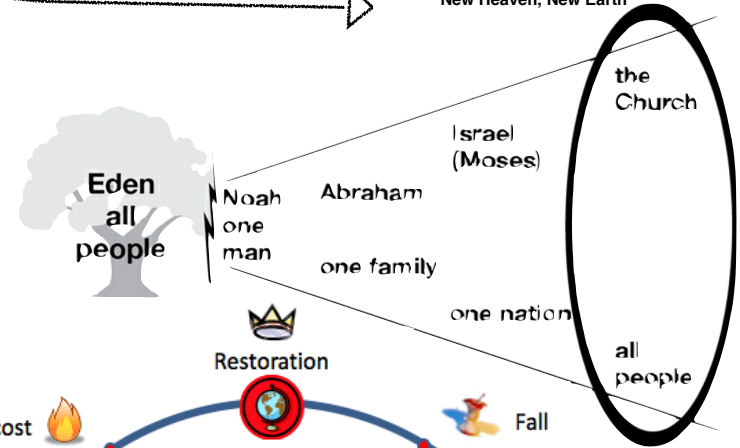 New Heaven, New Earth
the
Church
Israel
(Moses)
Eden
all
people
Noah
one
man
Abraham
one family
one nation
all
people
Restoration
Fall